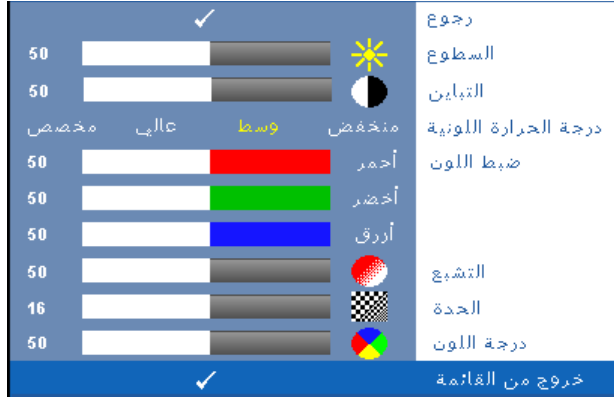 رجوع
السطوع 50
التباين 50
درجة الحرارة اللونية منخفض وسط عالي مخصص
ضبط اللون أحمر 50
أخضر 50
أزرق 50
التشبع 50
الحدة 16
درجة اللون 50
خروج من القائمة